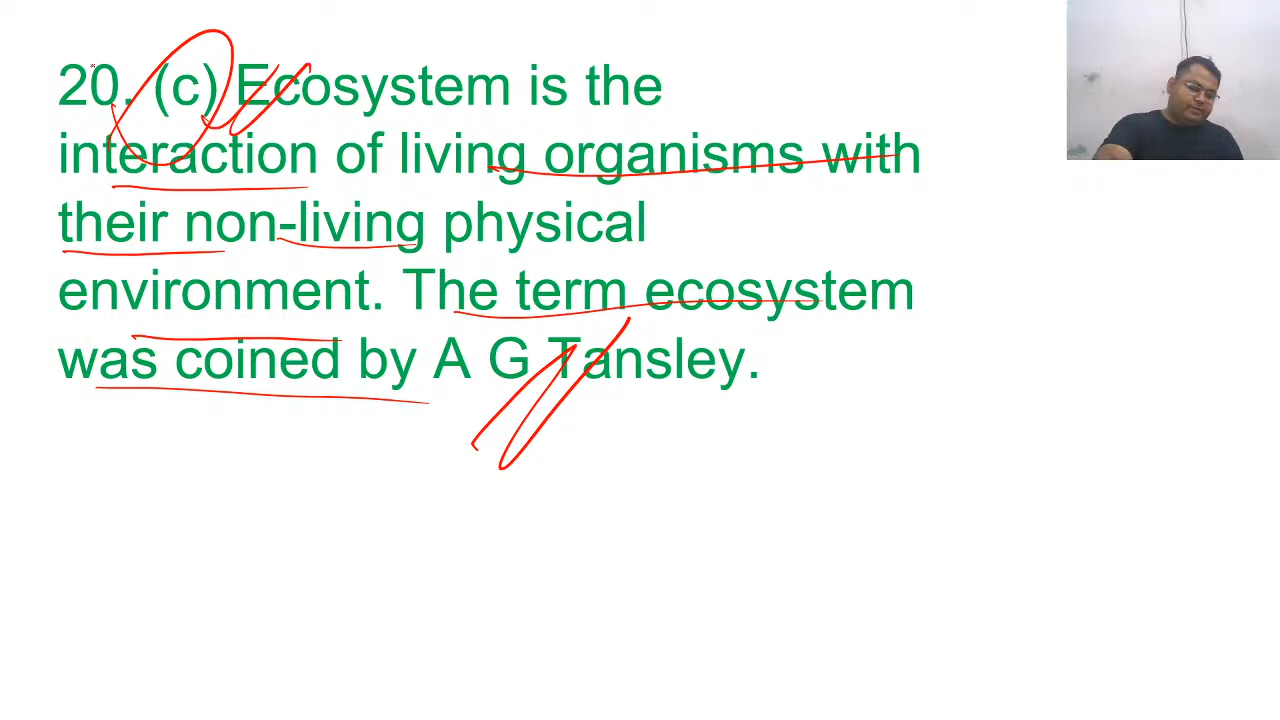 20. (c) Ecosystem is the
interaction of living organisms with
their non-living physical
environment. The term ecosystem
was coined by A G Tansley.